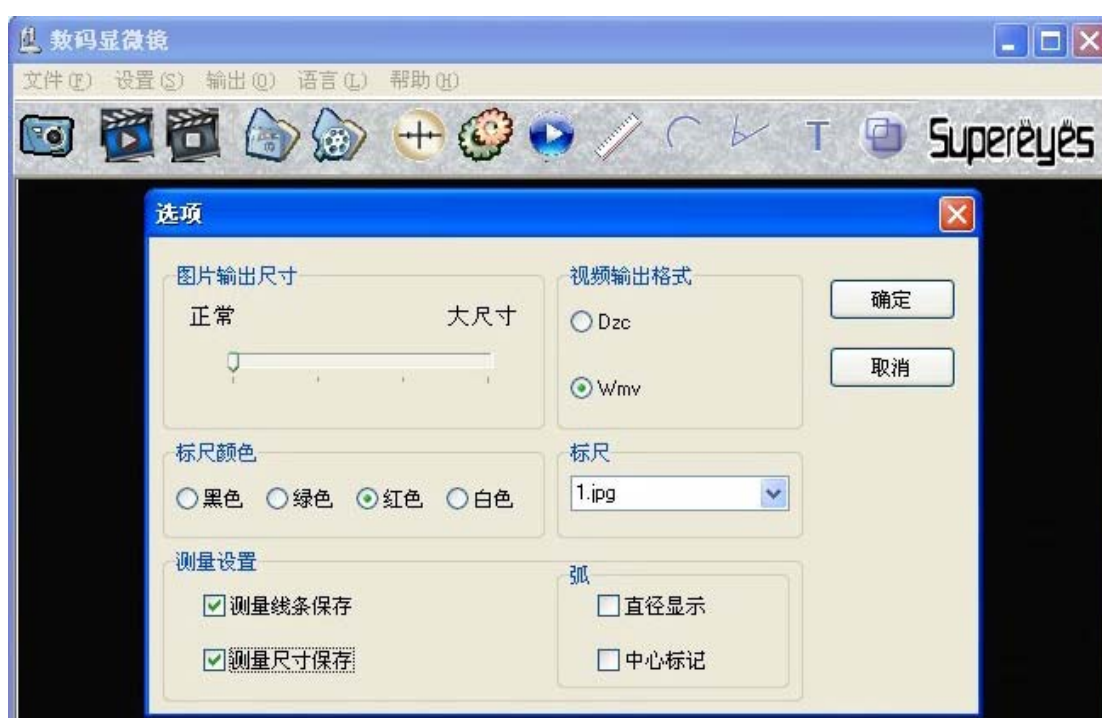 数码显微镜
文件(F) 设置(S) 输出(O) 语言(L) 帮助(H)
T Supereyes
选项
图片输出尺寸
正常 大尺寸
视频输出格式
Dzc
Wmv
确定
取消
标尺颜色
黑色 绿色 红色 白色
标尺
1.jpg
测量设置
测量线条保存
测量尺寸保存
弧
直径显示
中心标记